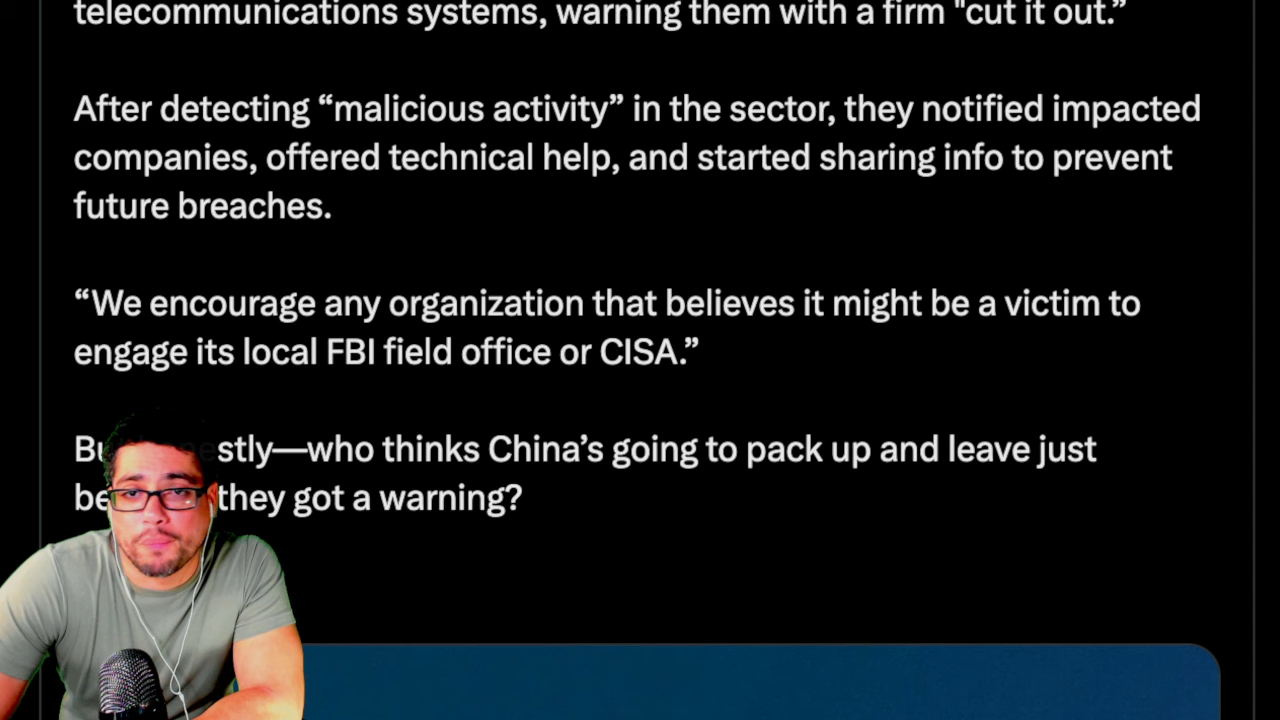 telecommunications systems, warning them with a firm "cut it out.”
After detecting “malicious activity” in the sector, they notified impacted
companies, offered technical help, and started sharing info to prevent
future breaches.
“We encourage any organization that believes it might be a victim to
engage its local FBI field office or CISA.”
who thinks China’s going to pack up and leave just
they got a warning?